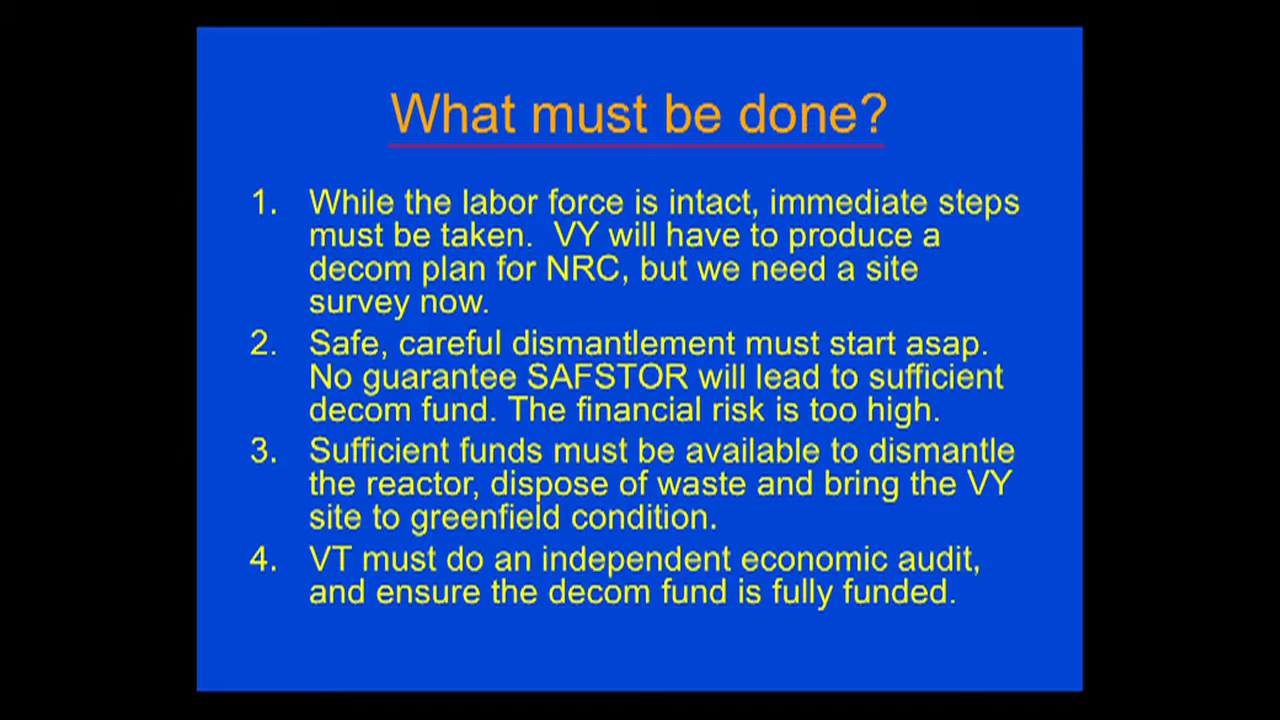 What must be done?
1. While the labor force is intact, immediate steps
must be taken.  VY will have to produce a
decom plan for NRC, but we need a site
survey now.
2. Safe, careful dismantlement must start asap.
No guarantee SAFSTOR will lead to sufficient
decom fund. The financial risk is too high.
3. Sufficient funds must be available to dismantle
the reactor, dispose of waste and bring the VY
site to greenfield condition.
4. VT must do an independent economic audit,
and ensure the decom fund is fully funded.